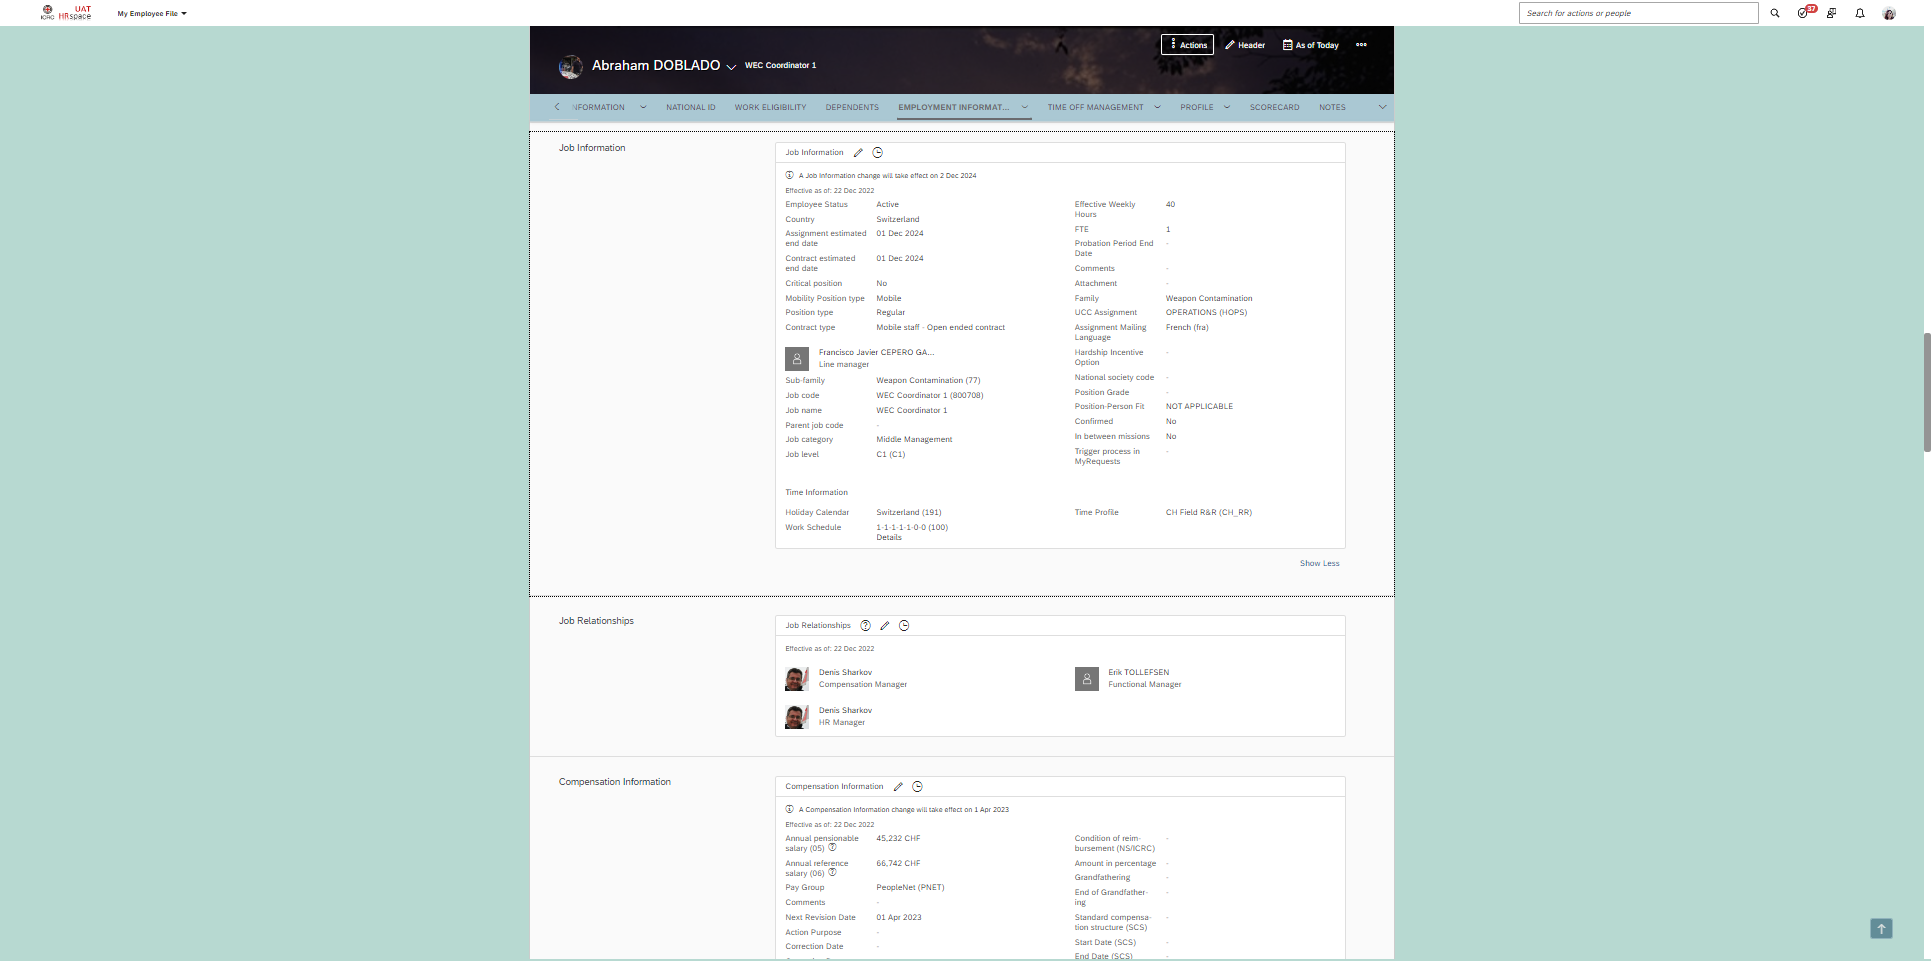 ICRC
UAT
HRspace
My Employee File
Search for actions or people
37
Abraham DOBLADO
WEC Coordinator 1
Actions
Header
As of Today
NFORMATION
NATIONAL ID
WORK ELIGIBILITY
DEPENDENTS
EMPLOYMENT INFORMAT...
TIME OFF MANAGEMENT
PROFILE
SCORECARD
NOTES
Job Information
Job Information
A Job Information change will take effect on 2 Dec 2024
Effective as of: 22 Dec 2022
Employee Status Active
Country Switzerland
Assignment estimated 01 Dec 2024
end date
Contract estimated 01 Dec 2024
end date
Critical position No
Mobility Position type Mobile
Position type Regular
Contract type Mobile staff - Open ended contract
Francisco Javier CEPERO GA...
Line manager
Sub-family Weapon Contamination (77)
Job code WEC Coordinator 1 (800708)
Job name WEC Coordinator 1
Parent job code -
Job category Middle Management
Job level C1 (C1)
Effective Weekly 40
Hours
FTE 1
Probation Period End -
Date
Comments -
Attachment -
Family Weapon Contamination
UCC Assignment OPERATIONS (HOPS)
Assignment Mailing French (fra)
Language
Hardship Incentive -
Option
National society code -
Position Grade -
Position-Person Fit NOT APPLICABLE
Confirmed No
In between missions No
Trigger process in -
MyRequests
Time Information
Holiday Calendar Switzerland (191)
Work Schedule 1-1-1-1-1-0-0 (100)
Details
Time Profile CH Field R&R (CH_RR)
Show Less
Job Relationships
Job Relationships
Effective as of: 22 Dec 2022
Denis Sharkov
Compensation Manager
Erik TOLLEFSEN
Functional Manager
Denis Sharkov
HR Manager
Compensation Information
Compensation Information
A Compensation Information change will take effect on 1 Apr 2023
Effective as of: 22 Dec 2022
Annual pensionable 45,232 CHF
salary (05)
Annual reference 66,742 CHF
salary (06)
Pay Group PeopleNet (PNET)
Comments -
Next Revision Date 01 Apr 2023
Action Purpose -
Correction Date -
Condition of reim- -
bursement (NS/ICRC)
Amount in percentage -
Grandfathering -
End of Grandfather- -
ing
Standard compensa- -
tion structure (SCS)
Start Date (SCS) -
End Date (SCS) -